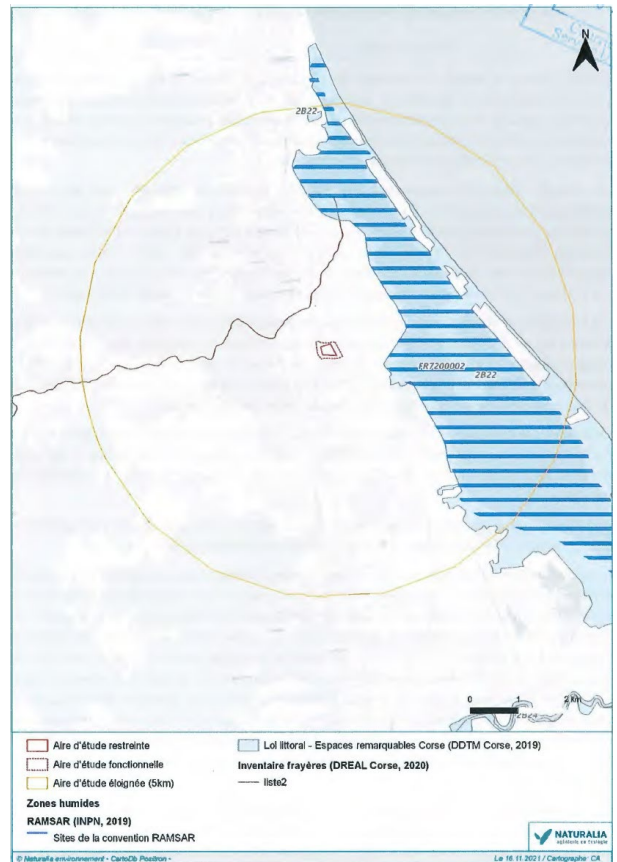 N
2B22
FR7200002
2B22
0 1 2 km
2B24
Aire d'étude restreinte
Aire d'étude fonctionnelle
Aire d'étude éloignée (5km)
Zones humides
RAMSAR (INPN, 2019)
Sites de la convention RAMSAR
Loi littoral - Espaces remarquables Corse (DDTM Corse, 2019)
Inventaire frayères (DREAL Corse, 2020)
liste2
NATURALIA
© Naturalia environnement - CartoDb Positron -
Le 16.11.2021 / Cartographe: CA